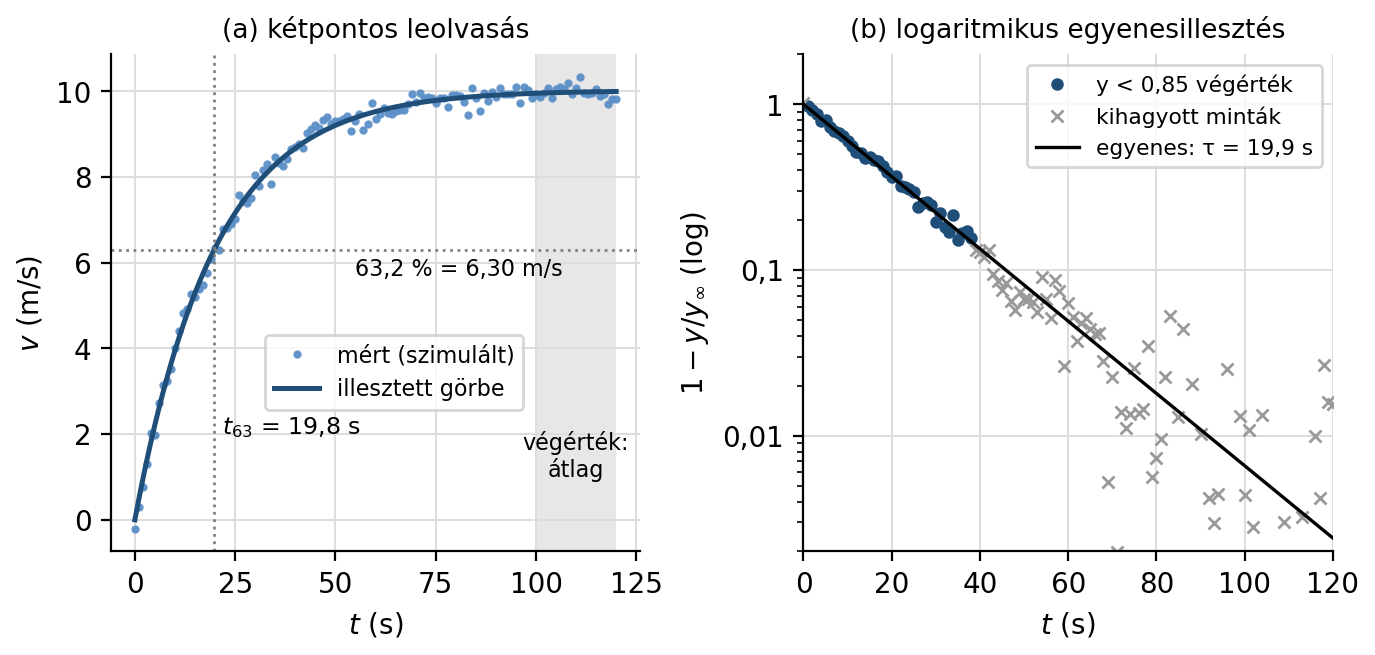 (a) kétpontos leolvasás
v (m/s)
10
8
6
4
2
0
63,2 % = 6,30 m/s
mért (szimulált)
illesztett görbe
t₆₃ = 19,8 s
végérték:
átlag
0 25 50 75 100 125
t (s)
(b) logaritmikus egyenesillesztés
1 − y/y∞ (log)
1
0,1
0,01
y < 0,85 végérték
kihagyott minták
egyenes: τ = 19,9 s
0 20 40 60 80 100 120
t (s)